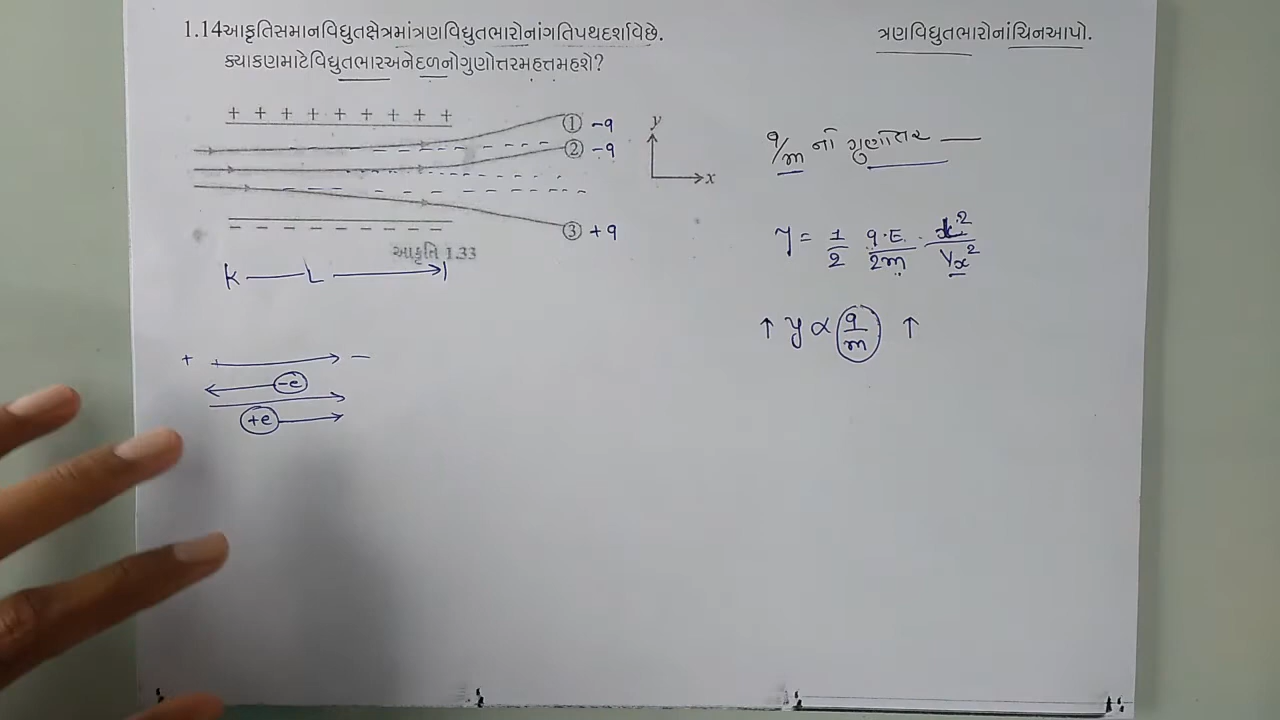 1.14આકૃતિસમાનવિધુતક્ષેત્રમાંત્રણવિધુતભારોનાંગતિપથદર્શાવેછે. ત્રણવિધુતભારોનાંચિનઆપો.
ક્યાકણમાટેવિધુતભારઅનેદળનોગુણોત્તરમહત્તમહશે?
+ + + + + + + + +
① -q
② -q
③ +q
y
x
- - - - - - - - -
આકૃતિ 1.33
L
q/m નો ગુણોત્તર —
y = 1/2 q.E./2m . x²/Vx²
↑ y ∝ q/m ↑
+ -
-e
+e